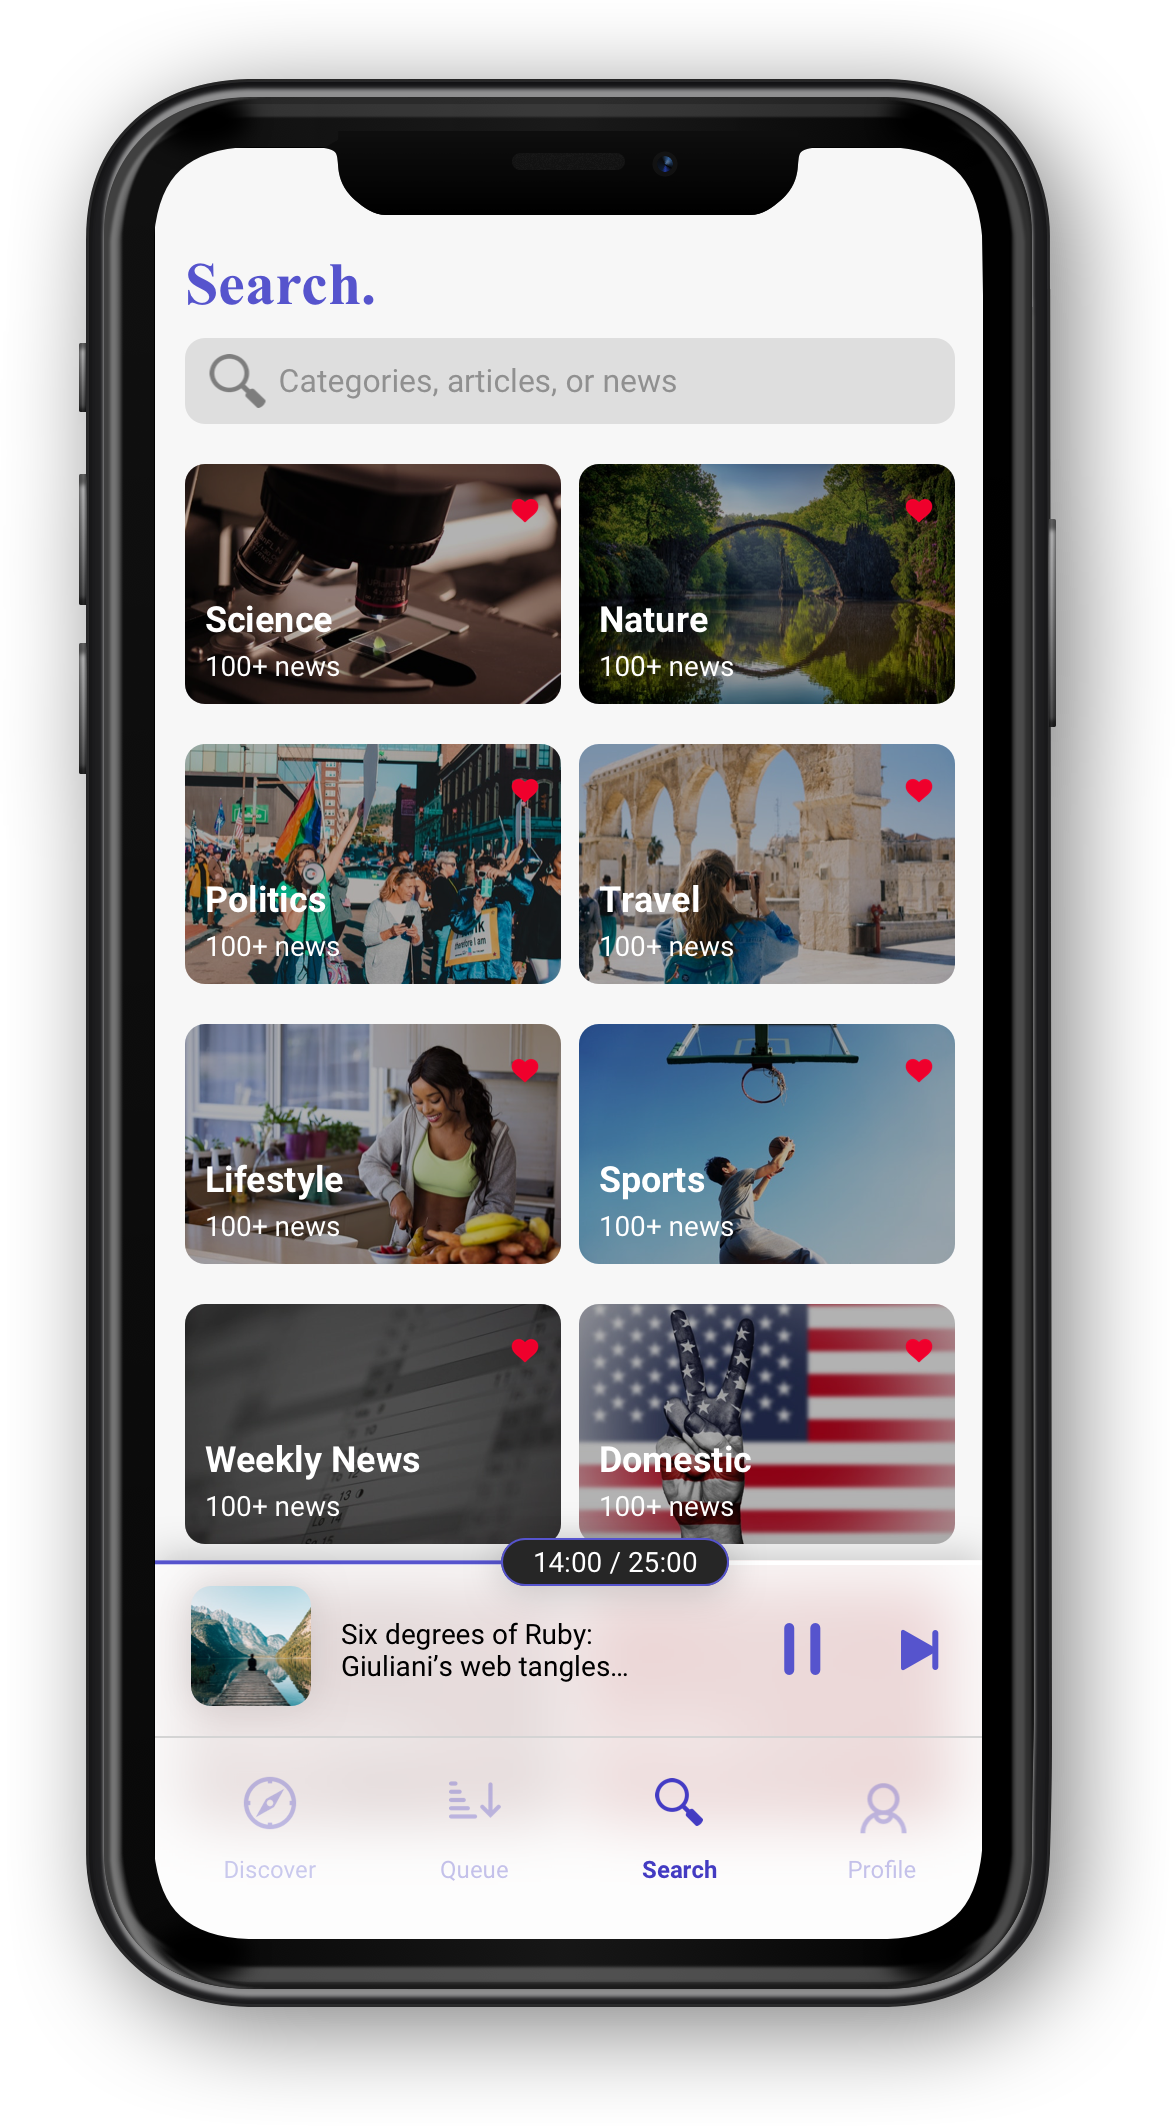 Search.
Categories, articles, or news
Science
100+ news
Nature
100+ news
Politics
100+ news
therefore I am
Travel
100+ news
Lifestyle
100+ news
Sports
100+ news
Weekly News
100+ news
Domestic
100+ news
14:00 / 25:00
Six degrees of Ruby:
Giuliani’s web tangles...
Discover
Queue
Search
Profile